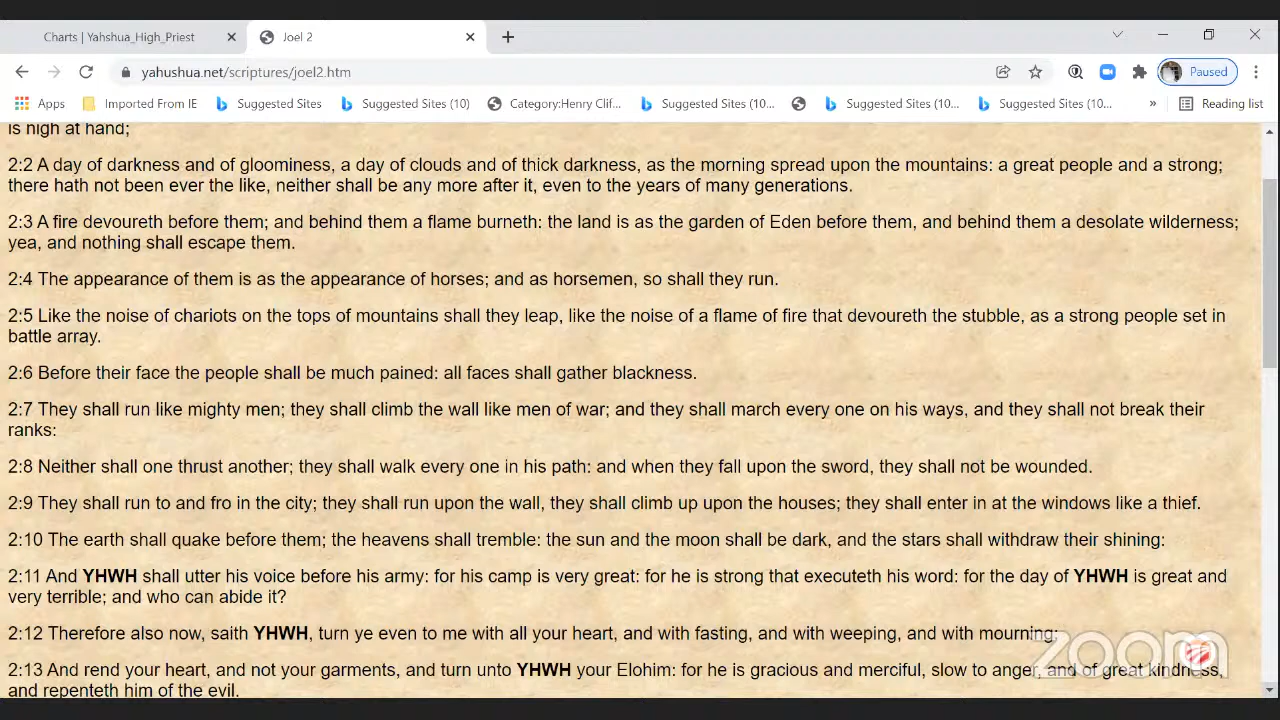 Charts | Yahshua_High_Priest
Joel 2
yahushua.net/scriptures/joel2.htm
Paused
Apps
Imported From IE
Suggested Sites
Suggested Sites (10)
Category:Henry Clif...
Suggested Sites (10...
Suggested Sites (10...
Suggested Sites (10...
»
Reading list
is nigh at hand;
2:2 A day of darkness and of gloominess, a day of clouds and of thick darkness, as the morning spread upon the mountains: a great people and a strong;
there hath not been ever the like, neither shall be any more after it, even to the years of many generations.
2:3 A fire devoureth before them; and behind them a flame burneth: the land is as the garden of Eden before them, and behind them a desolate wilderness;
yea, and nothing shall escape them.
2:4 The appearance of them is as the appearance of horses; and as horsemen, so shall they run.
2:5 Like the noise of chariots on the tops of mountains shall they leap, like the noise of a flame of fire that devoureth the stubble, as a strong people set in
battle array.
2:6 Before their face the people shall be much pained: all faces shall gather blackness.
2:7 They shall run like mighty men; they shall climb the wall like men of war; and they shall march every one on his ways, and they shall not break their
ranks:
2:8 Neither shall one thrust another; they shall walk every one in his path: and when they fall upon the sword, they shall not be wounded.
2:9 They shall run to and fro in the city; they shall run upon the wall, they shall climb up upon the houses; they shall enter in at the windows like a thief.
2:10 The earth shall quake before them; the heavens shall tremble: the sun and the moon shall be dark, and the stars shall withdraw their shining:
2:11 And YHWH shall utter his voice before his army: for his camp is very great: for he is strong that executeth his word: for the day of YHWH is great and
very terrible; and who can abide it?
2:12 Therefore also now, saith YHWH, turn ye even to me with all your heart, and with fasting, and with weeping, and with mourning;
2:13 And rend your heart, and not your garments, and turn unto YHWH your Elohim: for he is gracious and merciful, slow to anger, and of great kindness,
and repenteth him of the evil.
zoom